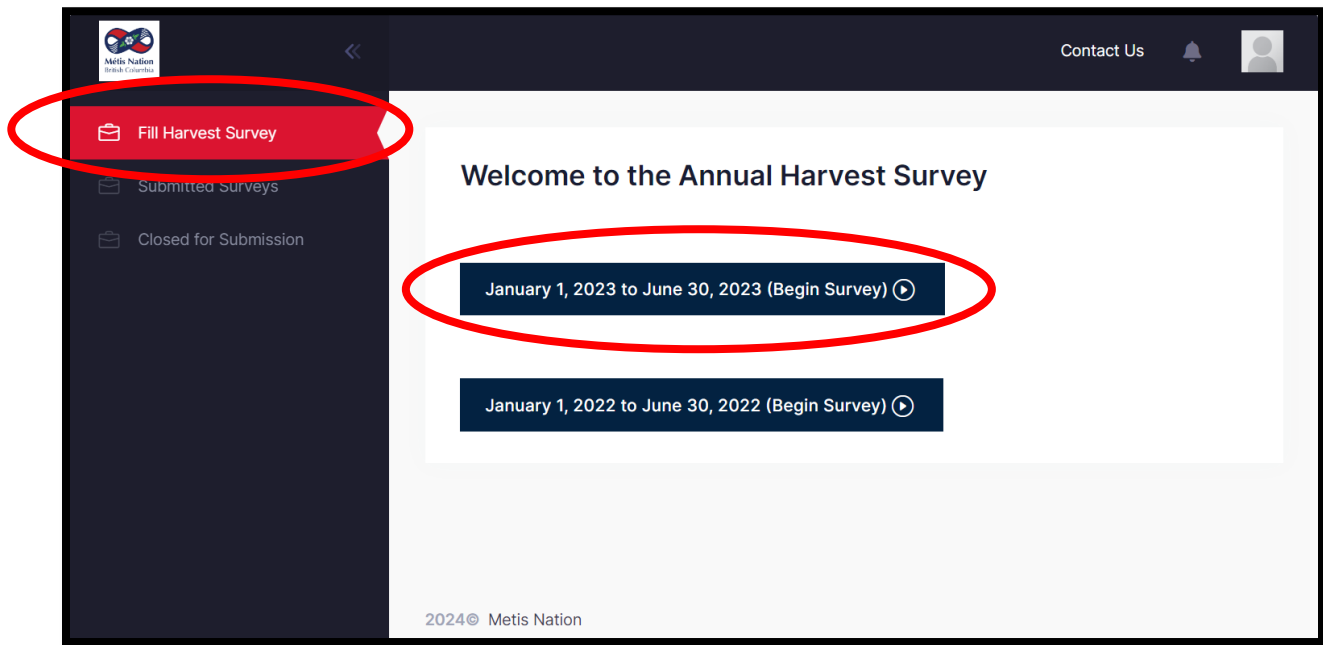 Métis Nation
British Columbia
Contact Us
Fill Harvest Survey
Submitted Surveys
Closed for Submission
Welcome to the Annual Harvest Survey
January 1, 2023 to June 30, 2023 (Begin Survey)
January 1, 2022 to June 30, 2022 (Begin Survey)
2024© Metis Nation